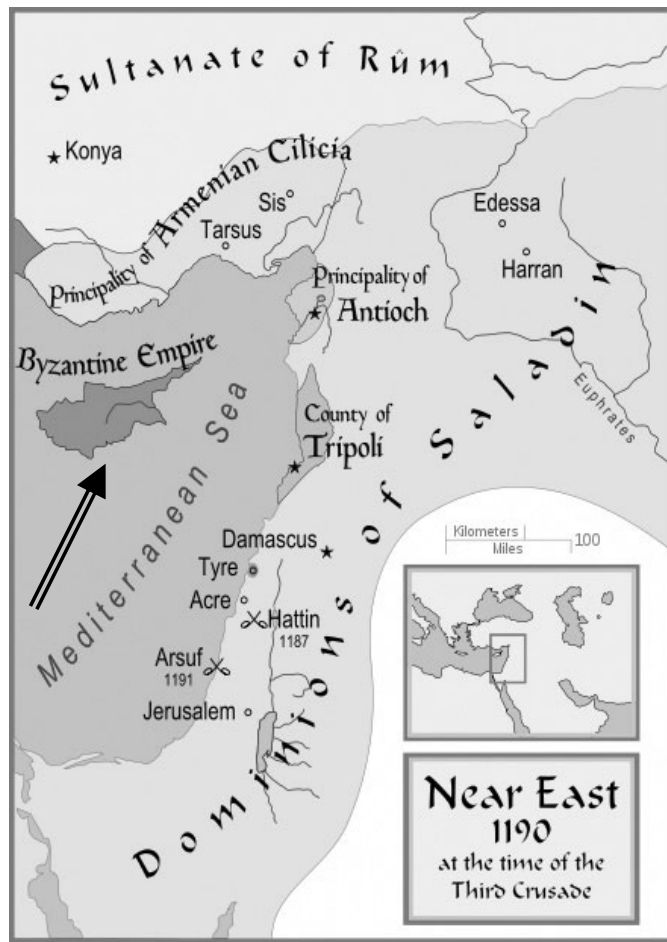 Sultanate of Rûm
Konya
Principality of Armenian Cilicia
Sis
Tarsus
Edessa
Harran
Principality of
Antioch
Byzantine Empire
County of
Tripoli
Mediterranean Sea
Euphrates
Dominions of Saladin
Damascus
Tyre
Acre
Hattin
1187
Arsuf
1191
Jerusalem
Kilometers
Miles
100
Near East
1190
at the time of the
Third Crusade